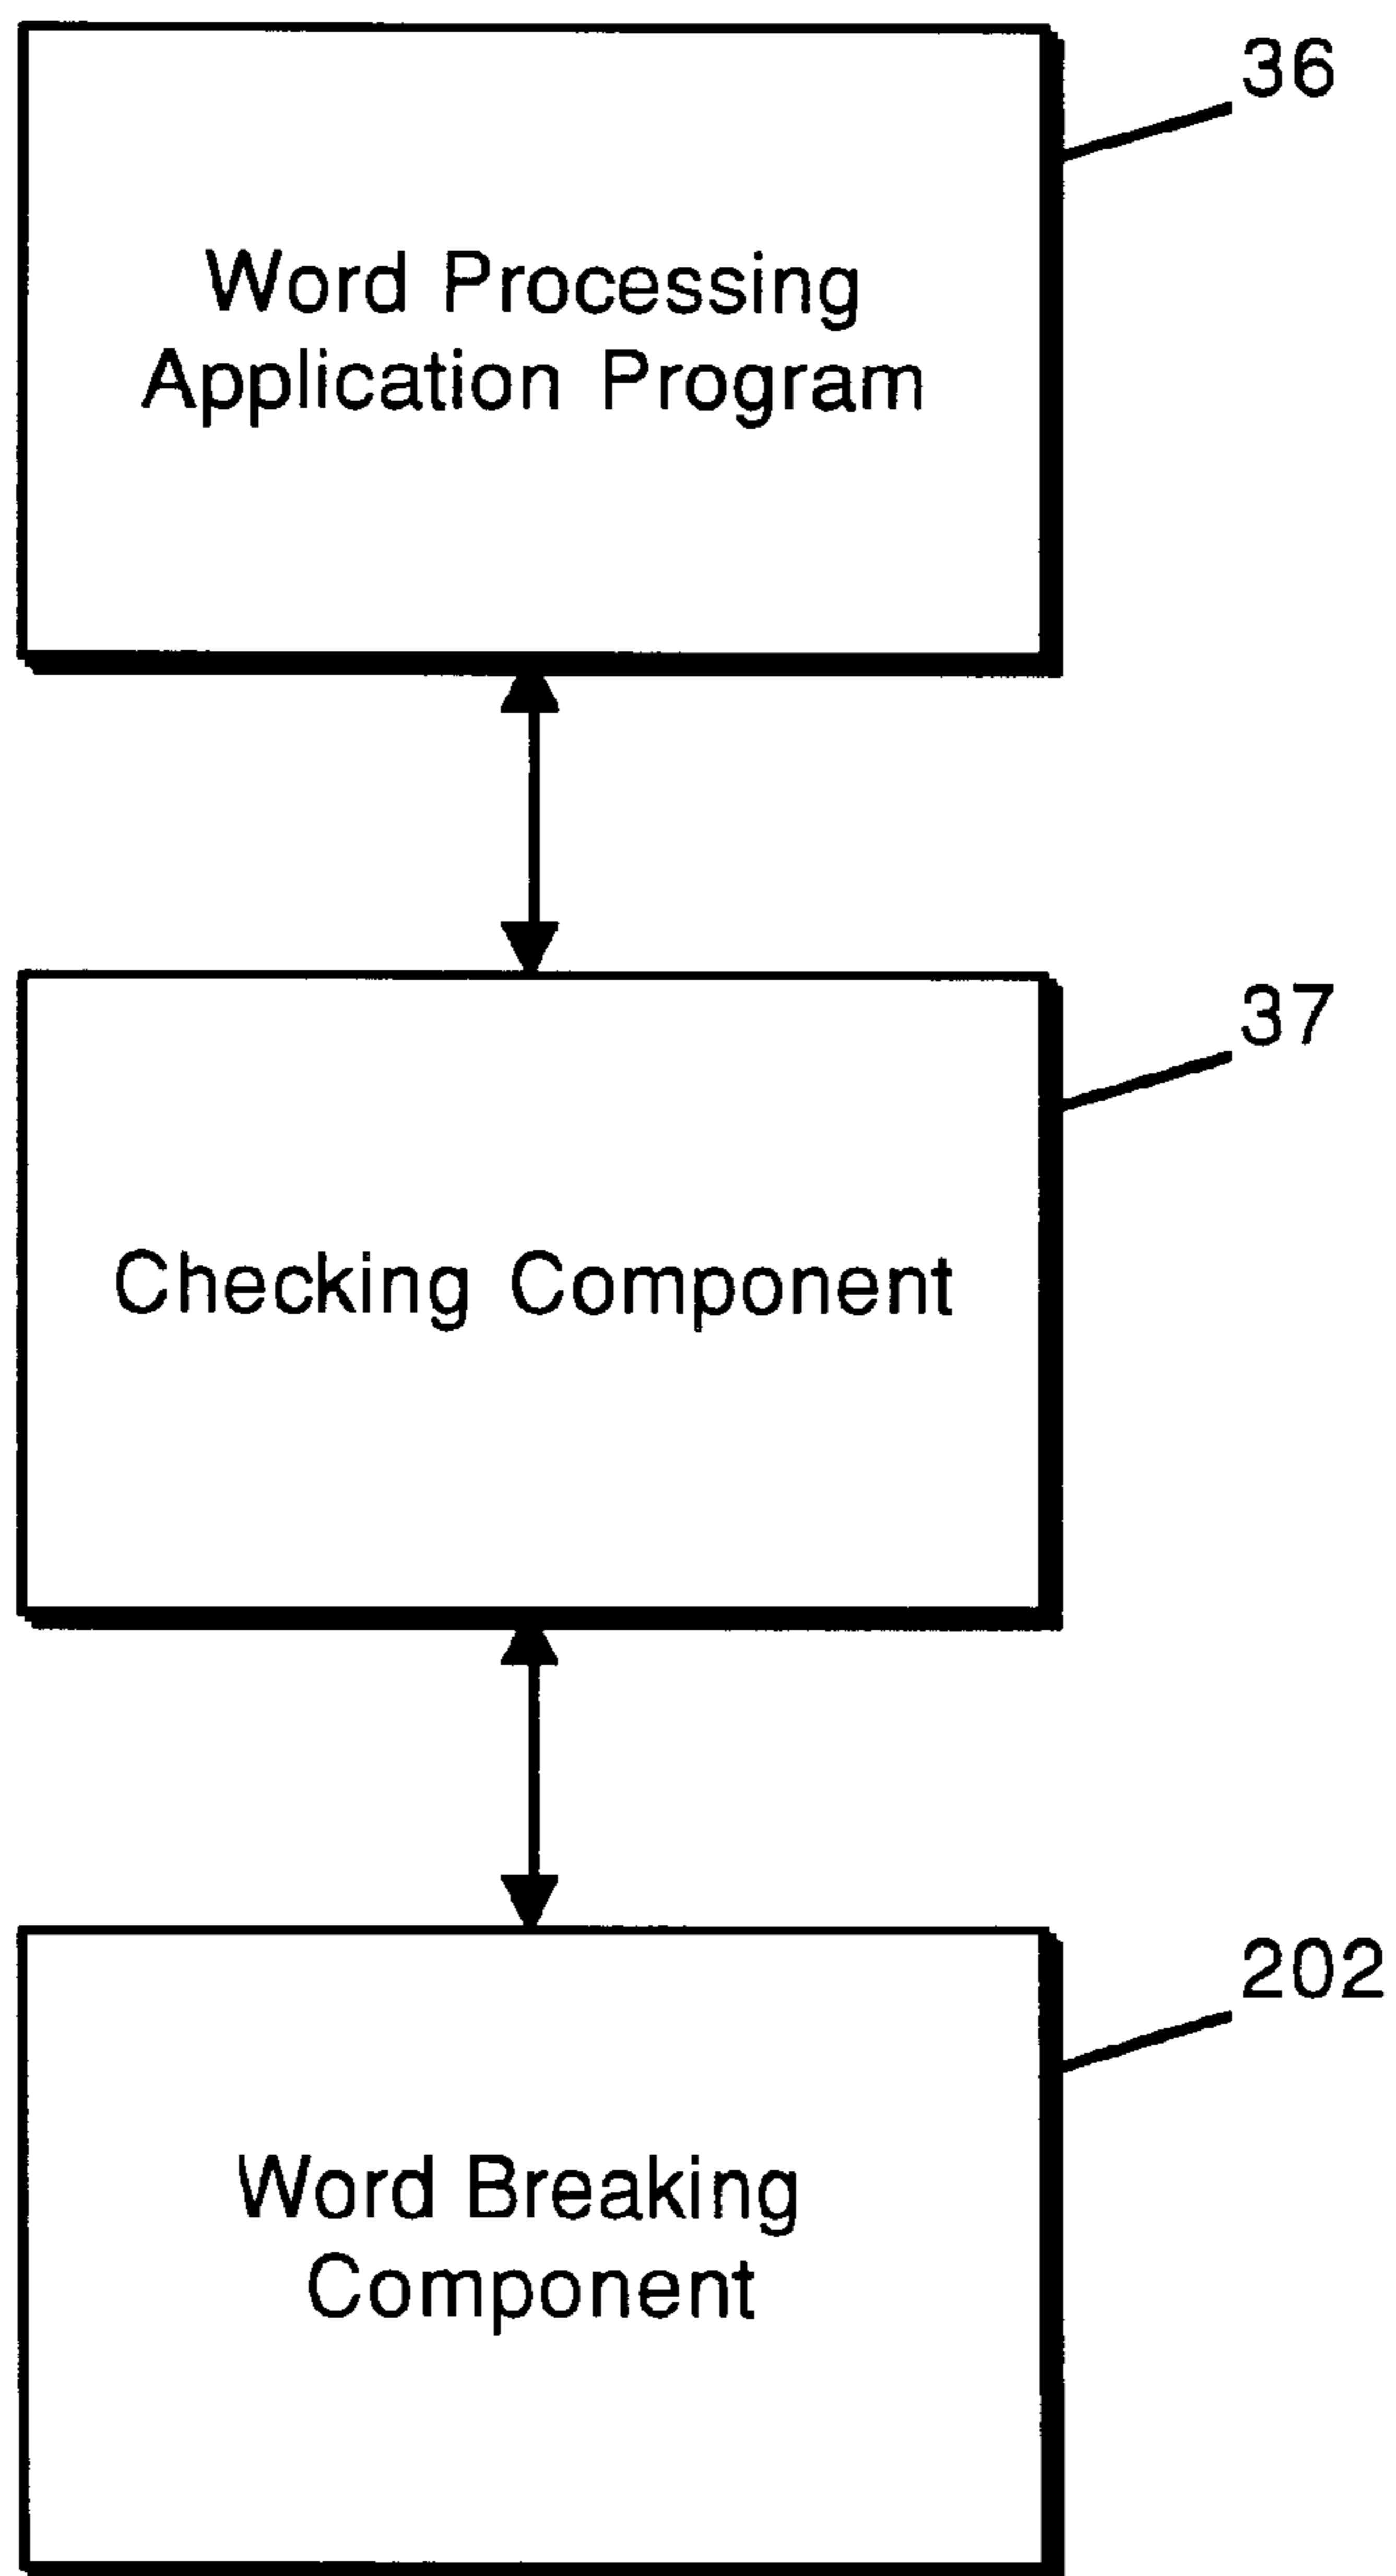 36
Word Processing
Application Program
37
Checking Component
202
Word Breaking
Component